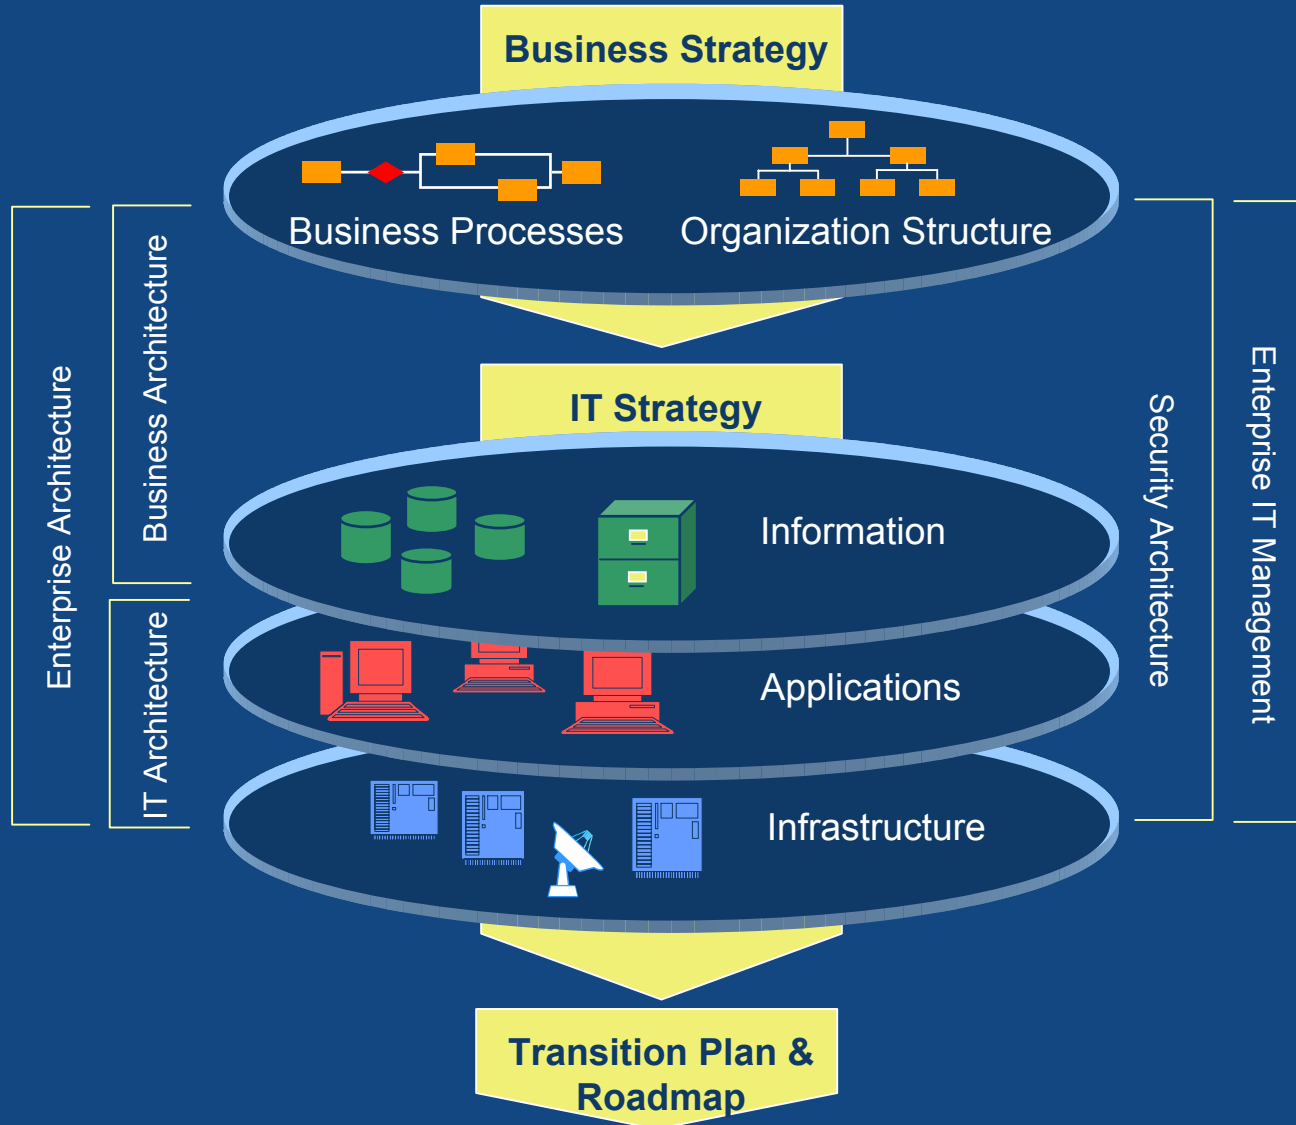 Business Strategy
Business Processes
Organization Structure
Enterprise Architecture
Business Architecture
IT Strategy
Information
Applications
IT Architecture
Infrastructure
Security Architecture
Enterprise IT Management
Transition Plan &
Roadmap